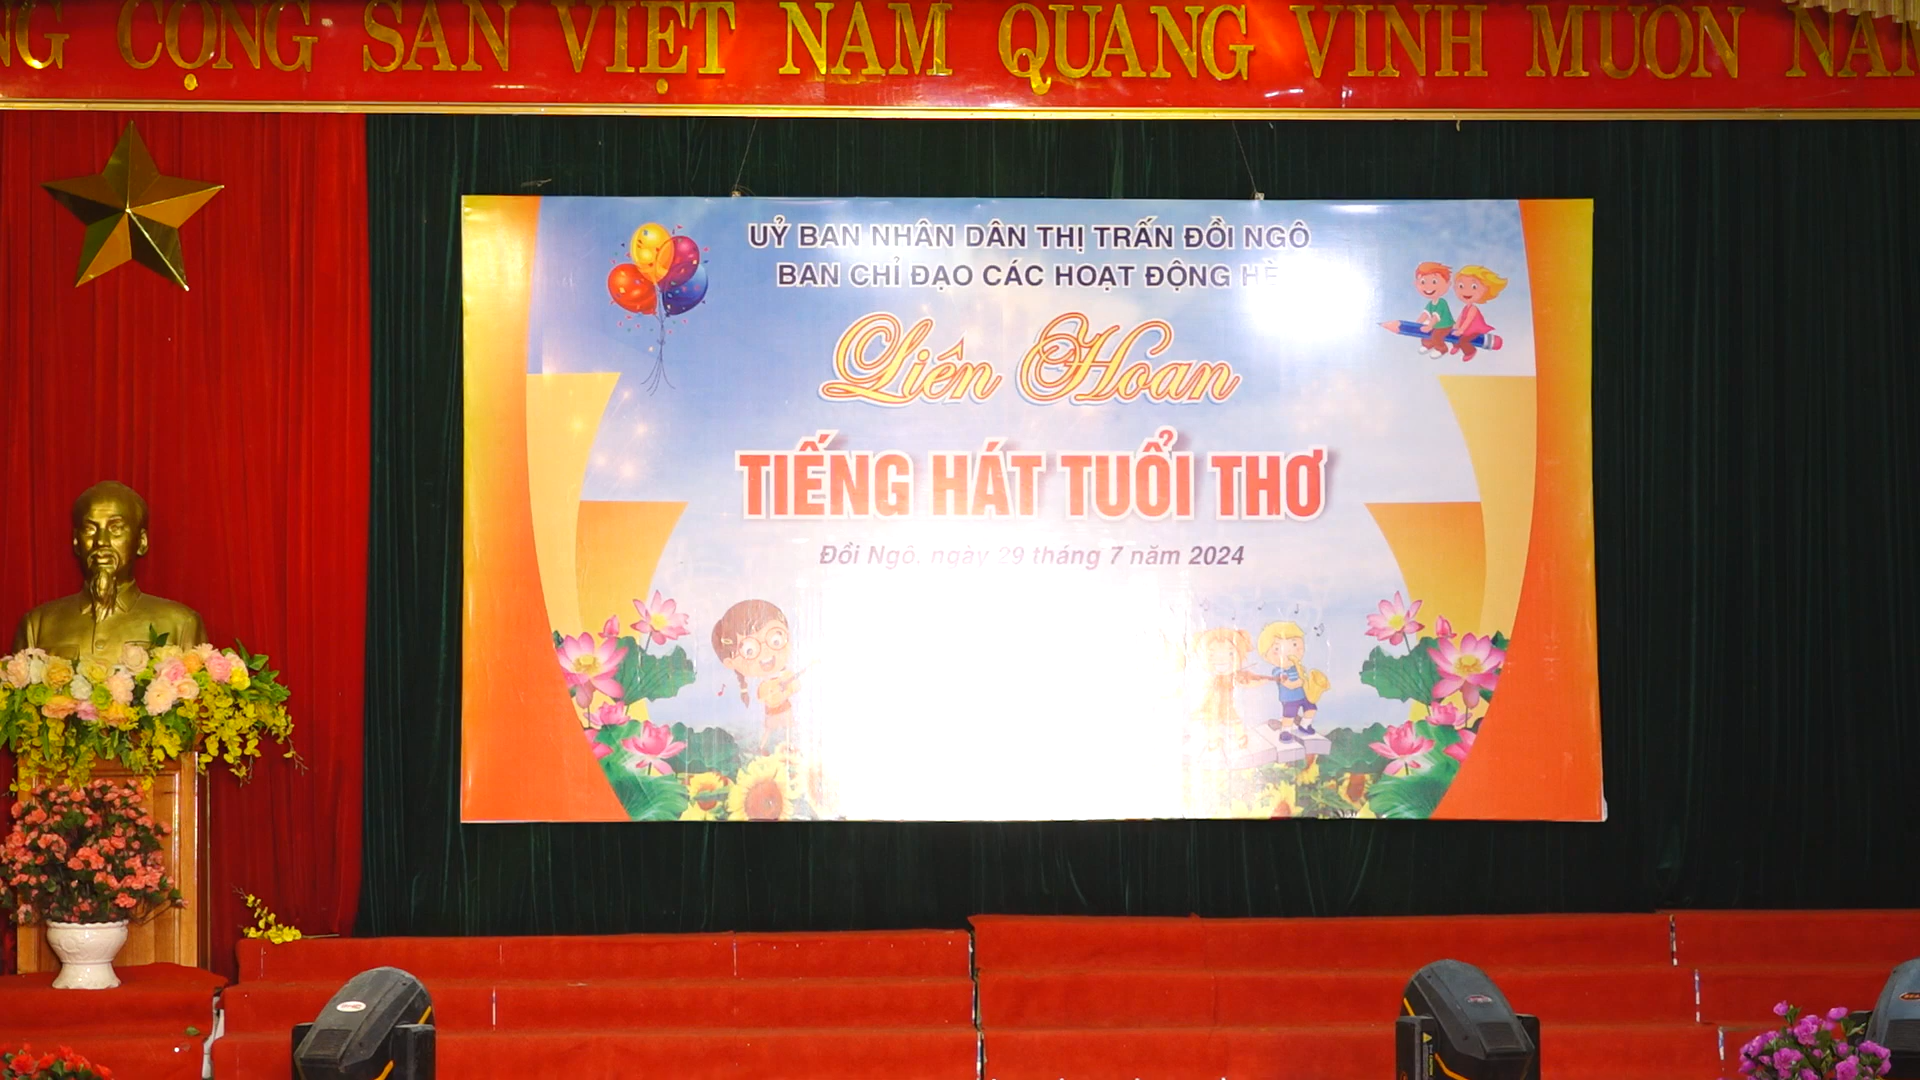 NG CỘNG SẢN VIỆT NAM QUANG VINH MUÔN NĂM
UỶ BAN NHÂN DÂN THỊ TRẤN ĐỒI NGÔ
BAN CHỈ ĐẠO CÁC HOẠT ĐỘNG HÈ
Liên Hoan
TIẾNG HÁT TUỔI THƠ
Đồi Ngô, ngày 29 tháng 7 năm 2024